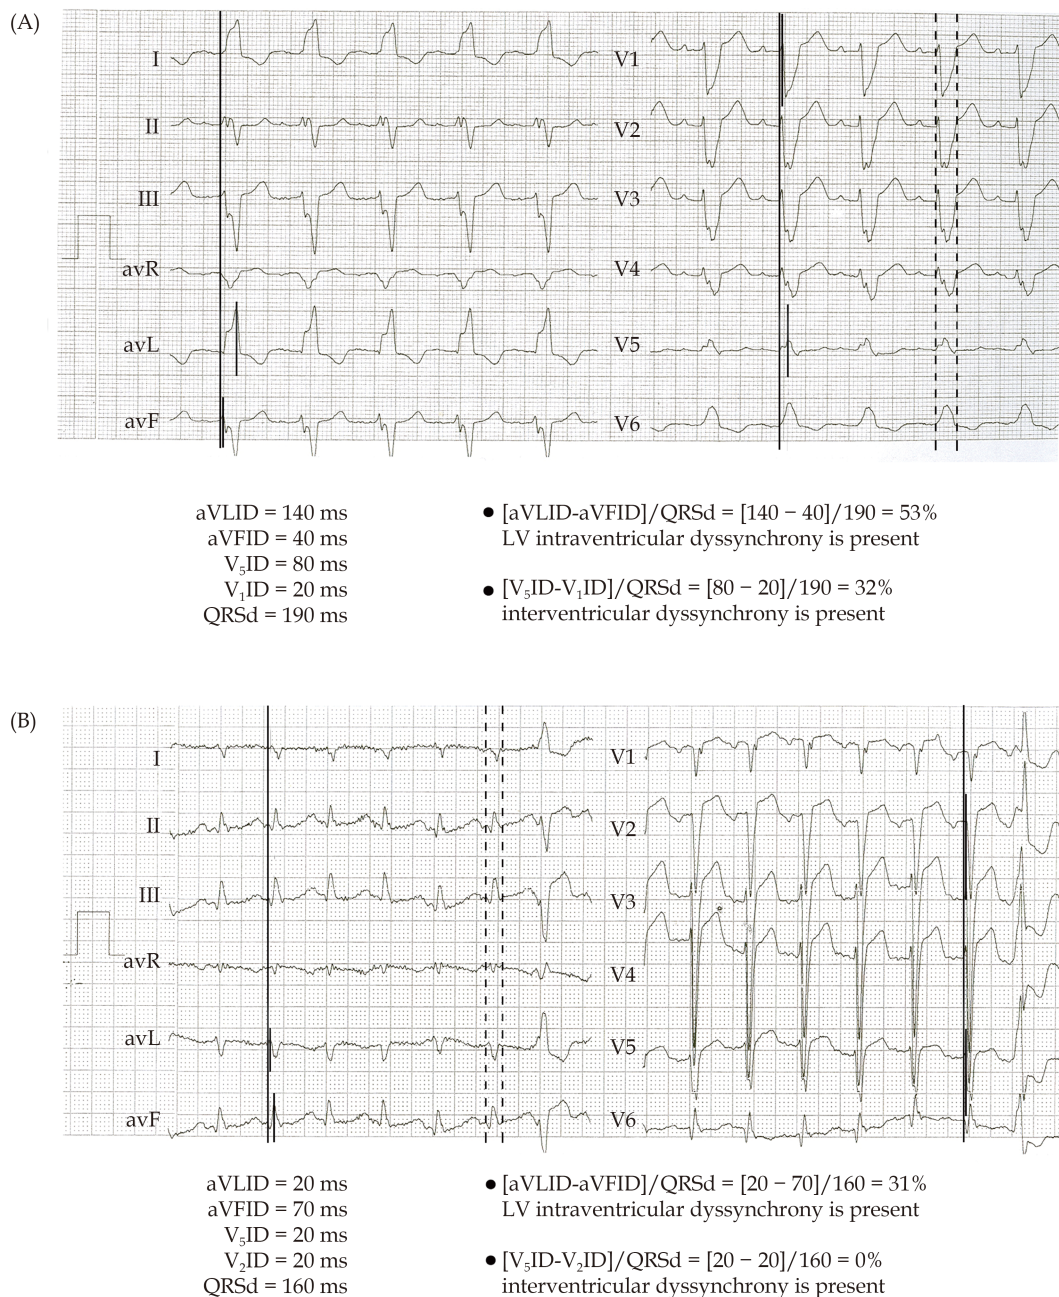 (A)
I
II
III
avR
avL
avF
V1
V2
V3
V4
V5
V6
aVLID = 140 ms
aVFID = 40 ms
V₅ID = 80 ms
V₁ID = 20 ms
QRSd = 190 ms
● [aVLID-aVFID]/QRSd = [140 − 40]/190 = 53%
LV intraventricular dyssynchrony is present
● [V₅ID-V₁ID]/QRSd = [80 − 20]/190 = 32%
interventricular dyssynchrony is present
(B)
I
II
III
avR
avL
avF
V1
V2
V3
V4
V5
V6
aVLID = 20 ms
aVFID = 70 ms
V₅ID = 20 ms
V₂ID = 20 ms
QRSd = 160 ms
● [aVLID-aVFID]/QRSd = [20 − 70]/160 = 31%
LV intraventricular dyssynchrony is present
● [V₅ID-V₂ID]/QRSd = [20 − 20]/160 = 0%
interventricular dyssynchrony is present